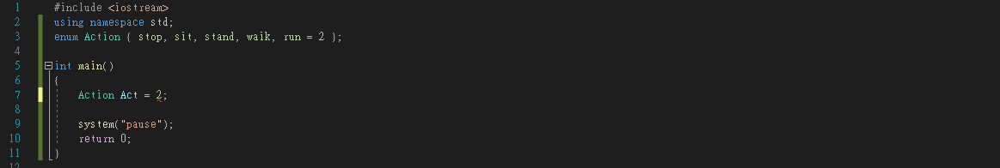 1 #include <iostream>
2 using namespace std;
3 enum Action { stop, sit, stand, waik, run = 2 };
4
5 int main()
6 {
7 Action Act = 2;
8
9 system("pause");
10 return 0;
11 }
12